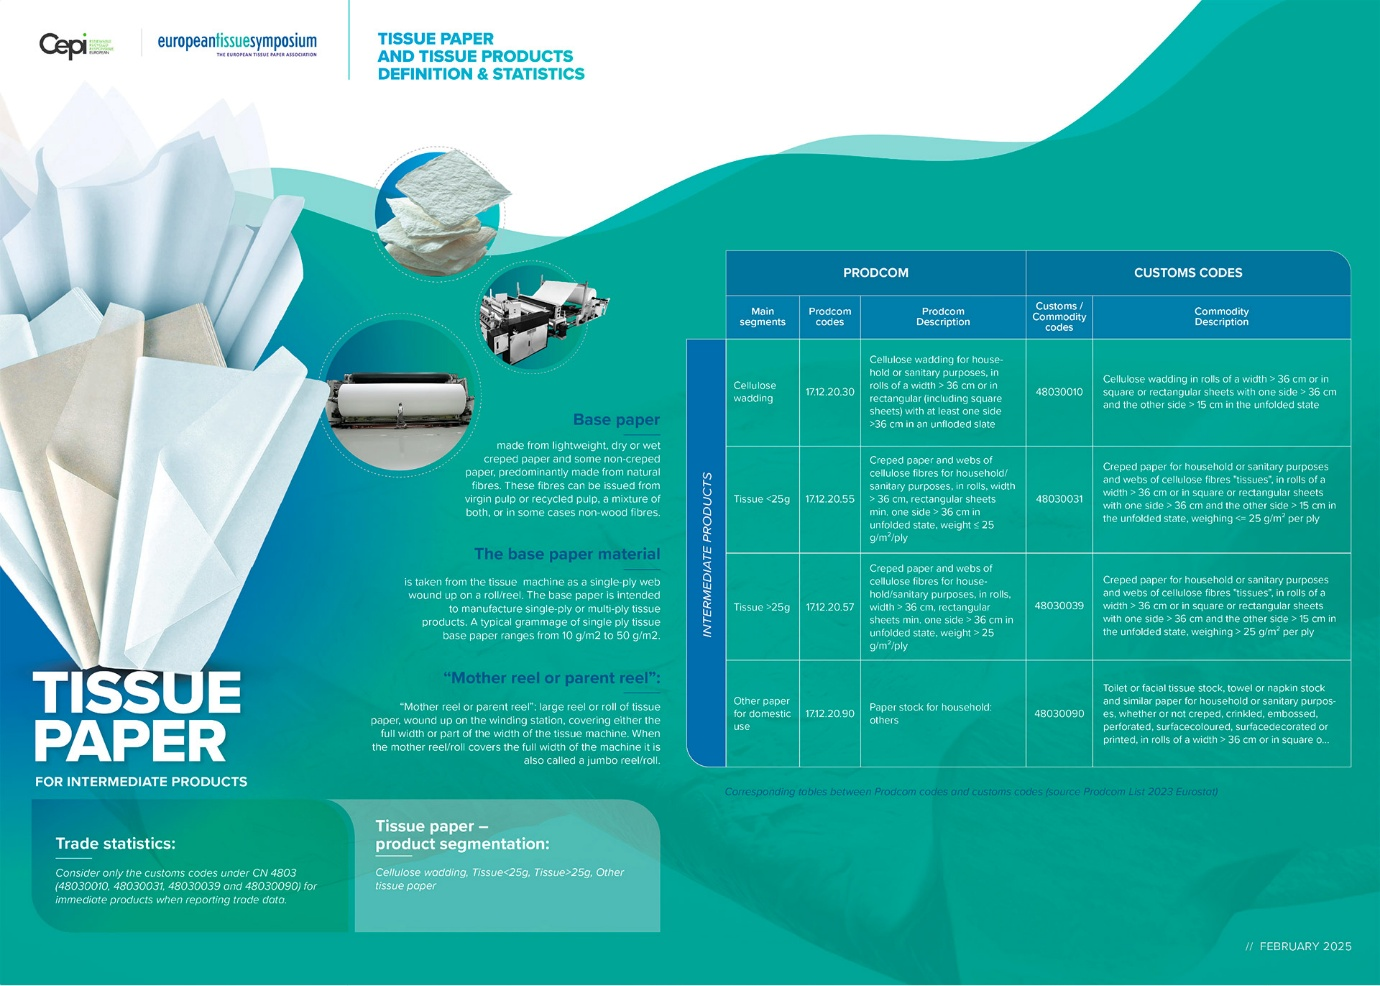 Cepi
europeantissuesymposium
THE EUROPEAN TISSUE PAPER ASSOCIATION
TISSUE PAPER
AND TISSUE PRODUCTS
DEFINITION & STATISTICS
Base paper
made from lightweight, dry or wet
creped paper and some non-creped
paper, predominantly made from natural
fibres. These fibres can be issued from
virgin pulp or recycled pulp, a mixture of
both, or in some cases non-wood fibres.
The base paper material
is taken from the tissue machine as a single-ply web
wound up on a roll/reel. The base paper is intended
to manufacture single-ply or multi-ply tissue
products. A typical grammage of single ply tissue
base paper ranges from 10 g/m2 to 50 g/m2.
“Mother reel or parent reel”:
“Mother reel or parent reel”: large reel or roll of tissue
paper, wound up on the winding station, covering either the
full width or part of the width of the tissue machine. When
the mother reel/roll covers the full width of the machine it is
also called a jumbo reel/roll.
TISSUE
PAPER
FOR INTERMEDIATE PRODUCTS
Trade statistics:
Consider only the customs codes under CN 4803
(48030010, 48030031, 48030039 and 48030090) for
immediate products when reporting trade data.
Tissue paper –
product segmentation:
Cellulose wadding, Tissue<25g, Tissue>25g, Other
tissue paper
PRODCOM
CUSTOMS CODES
Main
segments
Prodcom
codes
Prodcom
Description
Customs /
Commodity
codes
Commodity
Description
INTERMEDIATE PRODUCTS
Cellulose
wadding
17.12.20.30
Cellulose wadding for house-
hold or sanitary purposes, in
rolls of a width > 36 cm or in
rectangular (including square
sheets) with at least one side
>36 cm in an unfloded slate
48030010
Cellulose wadding in rolls of a width > 36 cm or in
square or rectangular sheets with one side > 36 cm
and the other side > 15 cm in the unfolded state
Tissue <25g
17.12.20.55
Creped paper and webs of
cellulose fibres for household/
sanitary purposes, in rolls, width
> 36 cm, rectangular sheets
min. one side > 36 cm in
unfolded state, weight ≤ 25
g/m²/ply
48030031
Creped paper for household or sanitary purposes
and webs of cellulose fibres "tissues", in rolls of a
width > 36 cm or in square or rectangular sheets
with one side > 36 cm and the other side > 15 cm in
the unfolded state, weighing <= 25 g/m² per ply
Tissue >25g
17.12.20.57
Creped paper and webs of
cellulose fibres for house-
hold/sanitary purposes, in rolls,
width > 36 cm, rectangular
sheets min. one side > 36 cm in
unfolded state, weight > 25
g/m²/ply
48030039
Creped paper for household or sanitary purposes
and webs of cellulose fibres "tissues", in rolls of a
width > 36 cm or in square or rectangular sheets
with one side > 36 cm and the other side > 15 cm in
the unfolded state, weighing > 25 g/m² per ply
Other paper
for domestic
use
17.12.20.90
Paper stock for household:
others
48030090
Toilet or facial tissue stock, towel or napkin stock
and similar paper for household or sanitary purpos-
es, whether or not creped, crinkled, embossed,
perforated, surfacecoloured, surfacedecorated or
printed, in rolls of a width > 36 cm or in square o...
Corresponding tables between Prodcom codes and customs codes (source Prodcom List 2023 Eurostat)
// FEBRUARY 2025